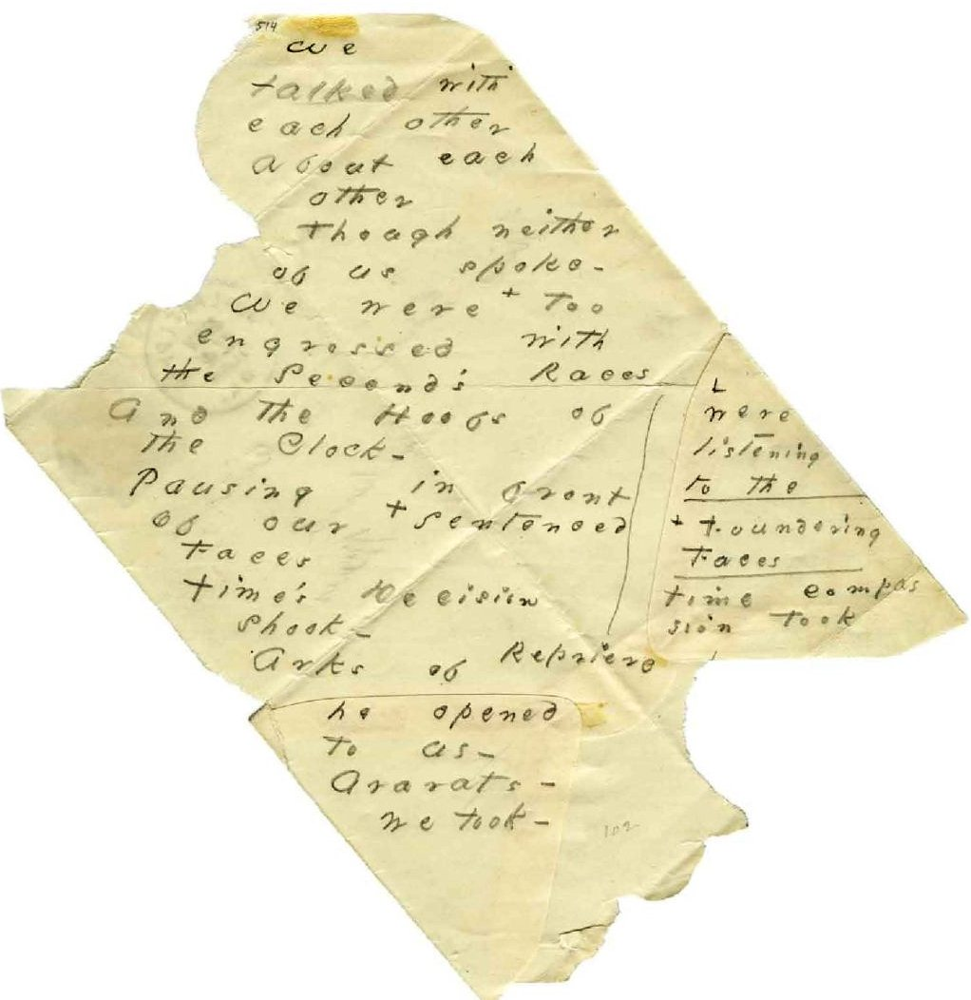 514
We
talked with
each other
about each
other
Though neither
of us spoke -
We were + too
engrossed with
the Second's Races
And the Hoofs of
the Clock -
Pausing in front
of our + sentenced
Faces
Time's Decision
shook -
Arks of Reprieve
he opened
to us -
Ararats -
we took -
were
listening
to the
+ Foundering
Faces
Time compas
sion took
102